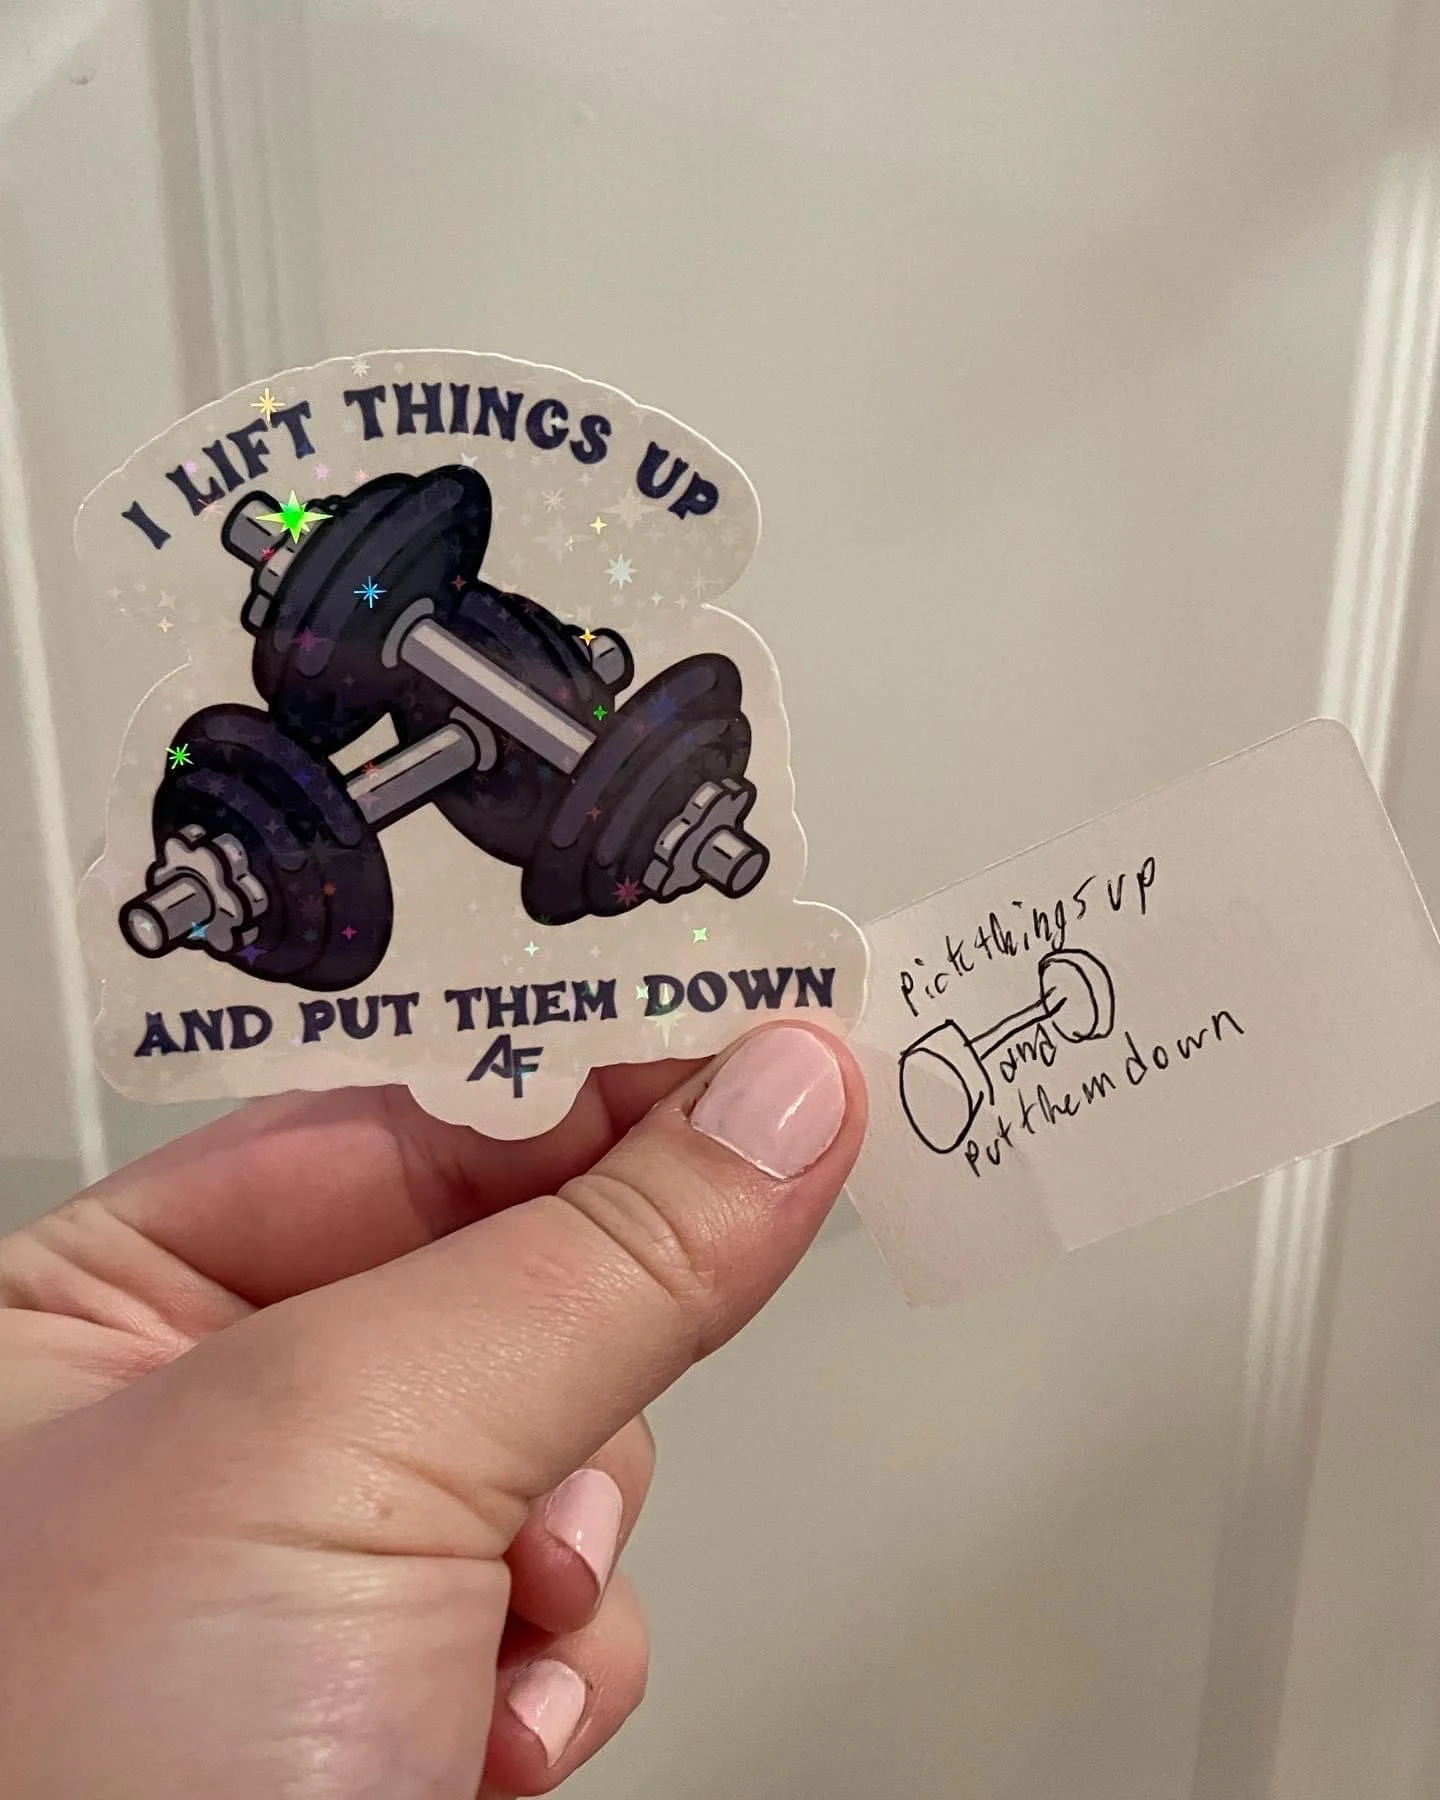 I LIFT THINGS UP
AND PUT THEM DOWN
AF
pick things up
and
put them down